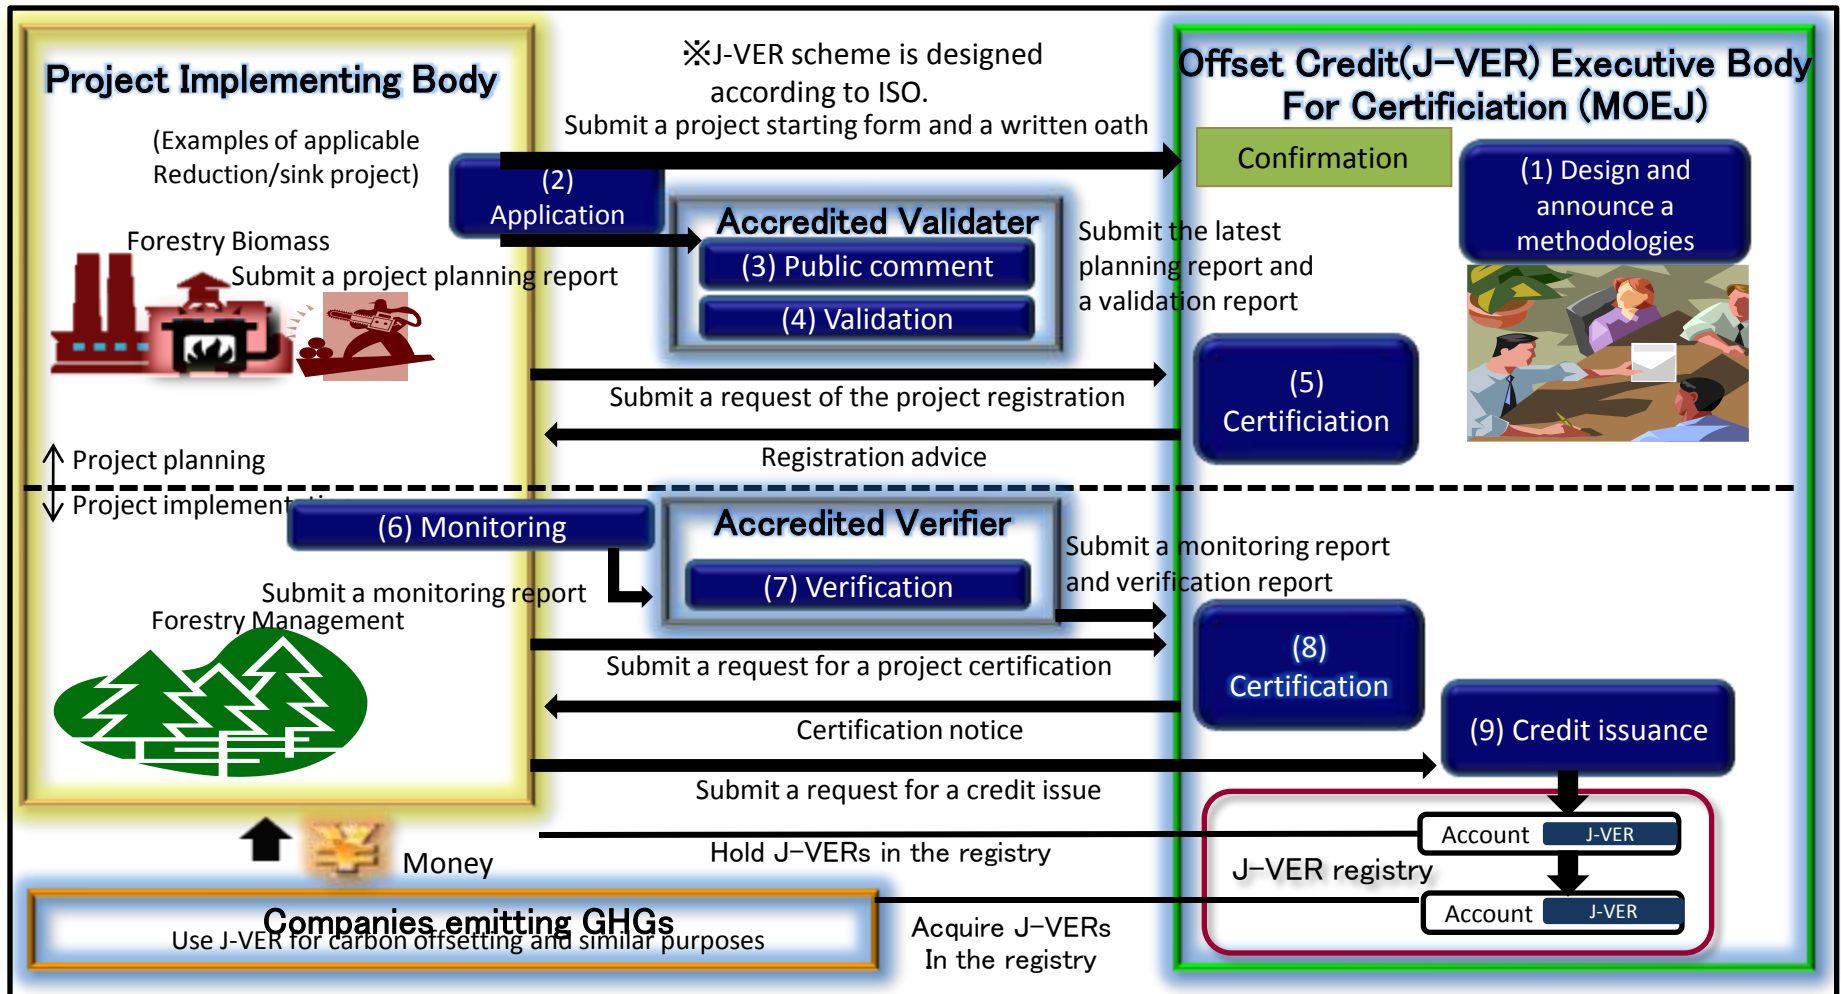 ※J-VER scheme is designed
according to ISO.
Project Implementing Body
Offset Credit(J-VER) Executive Body
For Certificiation (MOEJ)
(Examples of applicable
Reduction/sink project)
Submit a project starting form and a written oath
Confirmation
(1) Design and
announce a
methodologies
(2)
Application
Accredited Validater
(3) Public comment
(4) Validation
Submit the latest
planning report and
a validation report
Forestry Biomass
Submit a project planning report
Submit a request of the project registration
(5)
Certificiation
Registration advice
Project planning
Project implementation
(6) Monitoring
Accredited Verifier
(7) Verification
Submit a monitoring report
and verification report
Submit a monitoring report
Forestry Management
Submit a request for a project certification
(8)
Certification
Certification notice
(9) Credit issuance
Submit a request for a credit issue
Account J-VER
Hold J-VERs in the registry
J-VER registry
Money
Account J-VER
Companies emitting GHGs
Use J-VER for carbon offsetting and similar purposes
Acquire J-VERs
In the registry